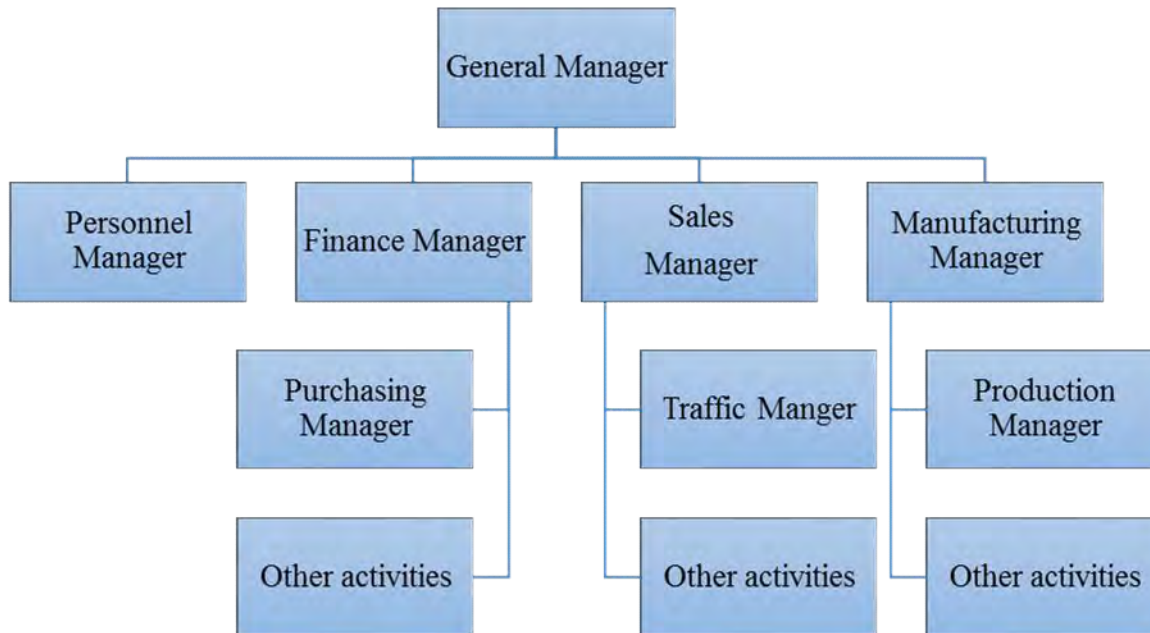 General Manager
Personnel
Manager
Finance Manager
Sales
Manager
Manufacturing
Manager
Purchasing
Manager
Traffic Manger
Production
Manager
Other activities
Other activities
Other activities